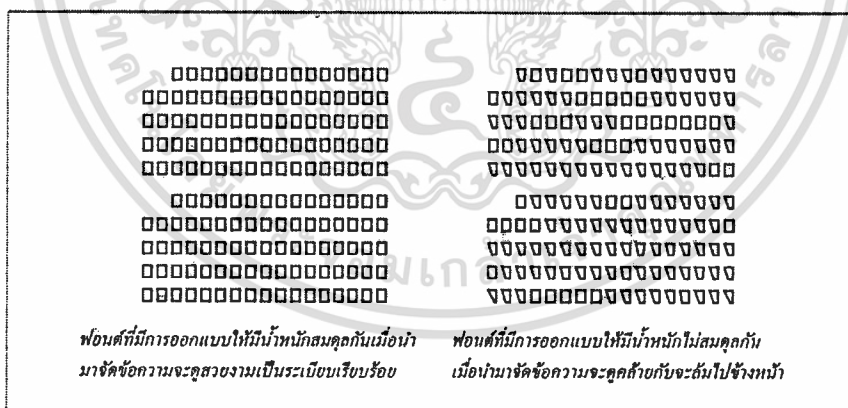 ฟอนต์ที่มีการออกแบบให้มีน้ำหนักสมดุลกันเมื่อนำ
มาจัดข้อความจะดูสวยงามเป็นระเบียบเรียบร้อย
ฟอนต์ที่มีการออกแบบให้มีน้ำหนักไม่สมดุลกัน
เมื่อนำมาจัดข้อความจะดูคล้ายกับจะล้มไปข้างหน้า